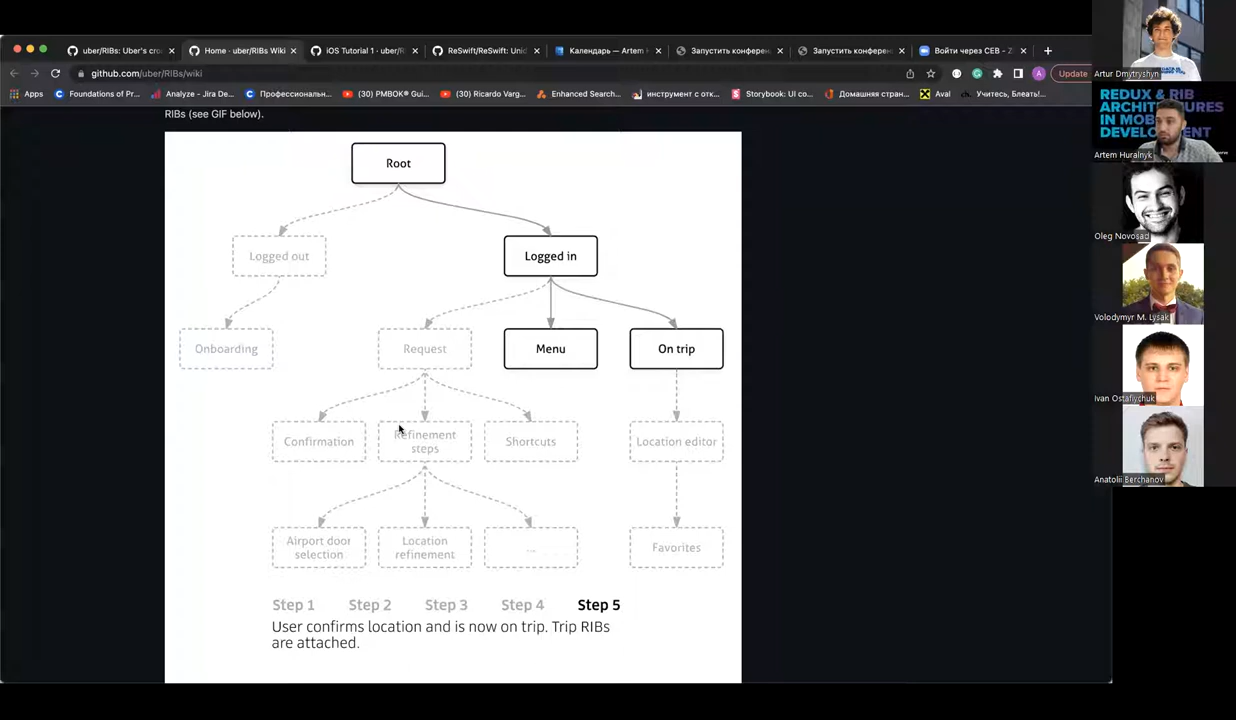 uber/RIBs: Uber's cro
Home · uber/RIBs Wiki
iOS Tutorial 1 · uber/RI
ReSwift/ReSwift: Unid
Календарь — Artem H
Запустить конферен
Запустить конферен
Войти через СЕВ - Z
github.com/uber/RIBs/wiki
A
Update
Apps
Foundations of Pr...
Analyze - Jira De...
Профессиональн...
(30) PMBOK® Gui...
(30) Ricardo Varg...
Enhanced Search...
инструмент с отк...
Storybook: UI co...
Домашняя стран...
Aval
Учитесь, Блеать!...
RIBs (see GIF below).
Root
Logged out
Logged in
Onboarding
Request
Menu
On trip
Confirmation
Refinement
steps
Shortcuts
Location editor
Airport door
selection
Location
refinement
...
Favorites
Step 1
Step 2
Step 3
Step 4
Step 5
User confirms location and is now on trip. Trip RIBs
are attached.
Artur Dmytryshyn
REDUX & RIB
DEVELOPMENT
Artem Huralnyk
Oleg Novosad
Volodymyr M. Lysak
Ivan Ostafiychuk
Anatolii Berchanov